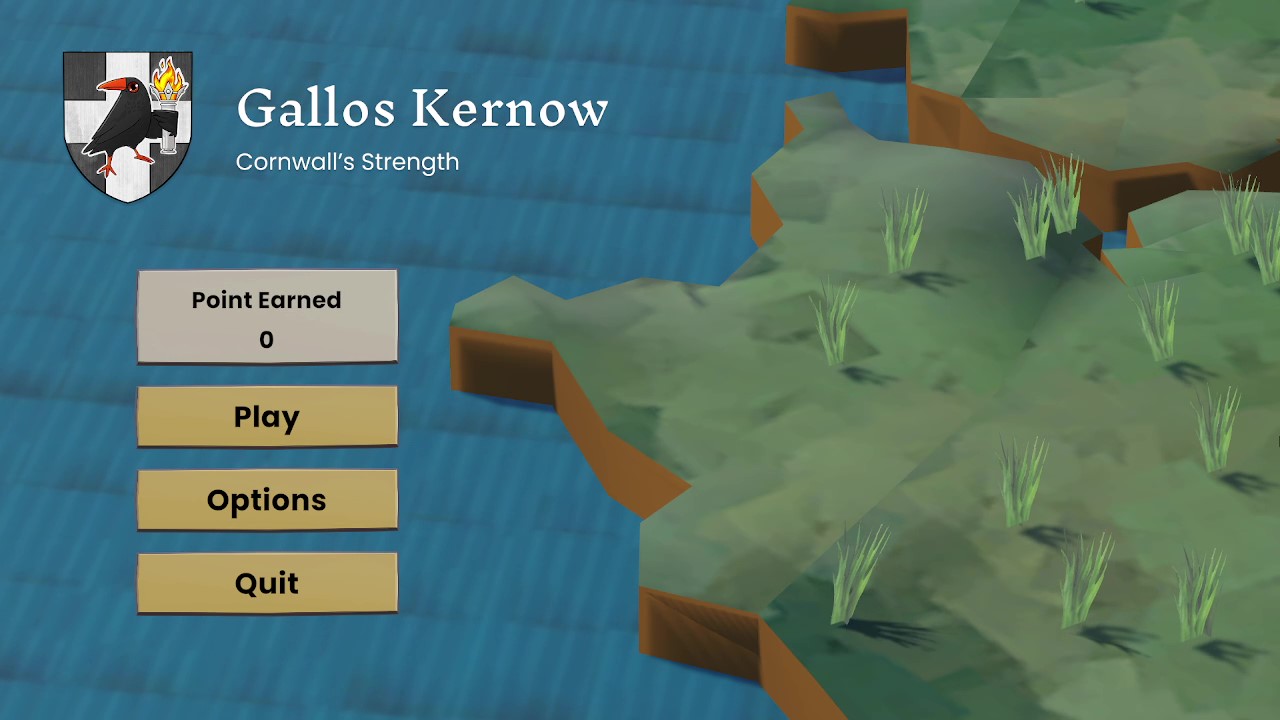 Gallos Kernow
Cornwall's Strength
Point Earned
0
Play
Options
Quit